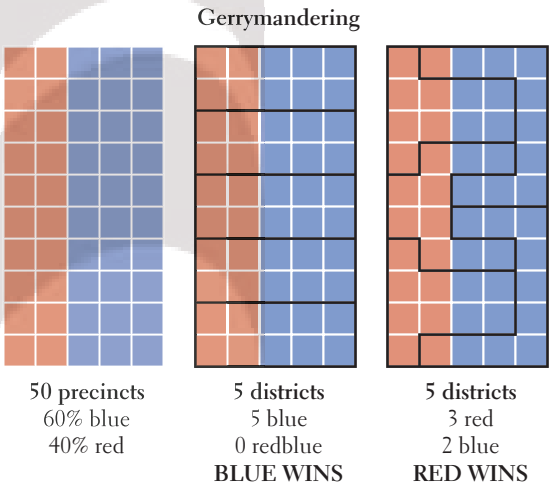 Gerrymandering
50 precincts
60% blue
40% red
5 districts
5 blue
0 redblue
BLUE WINS
5 districts
3 red
2 blue
RED WINS